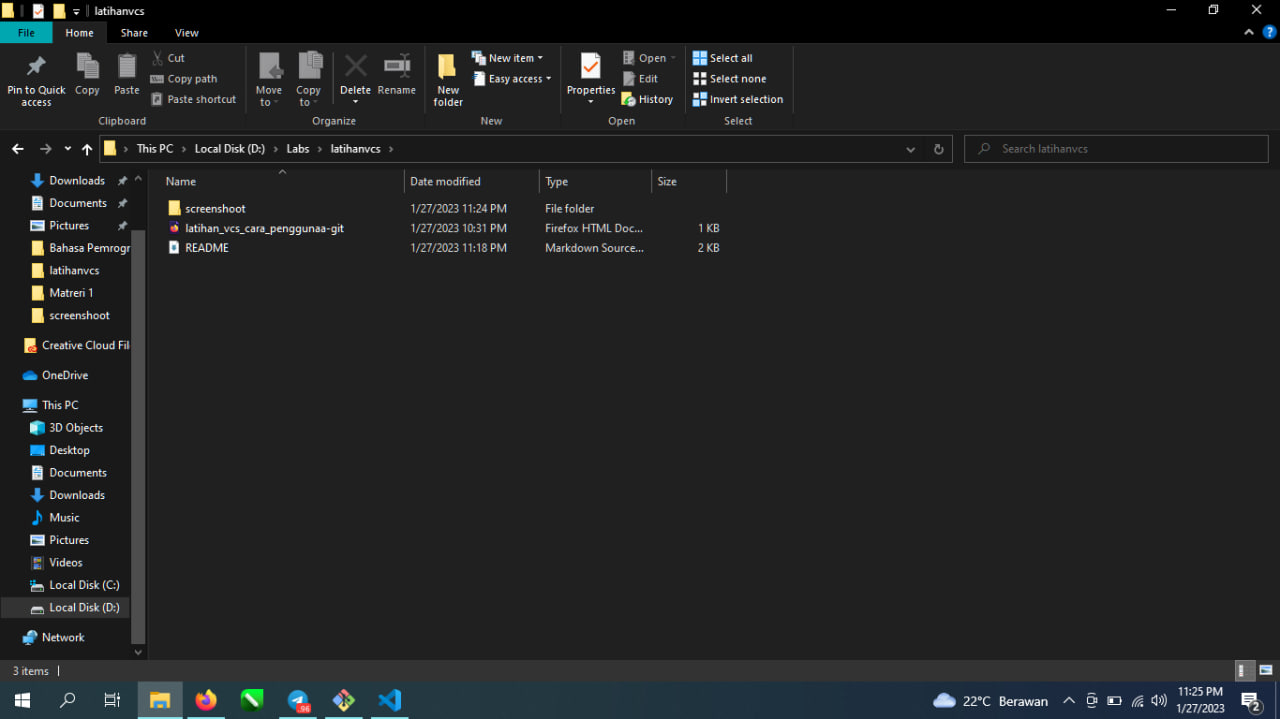 latihanvcs
File Home Share View
Pin to Quick access
Copy
Paste
Cut
Copy path
Paste shortcut
Clipboard
Move to
Copy to
Delete
Rename
Organize
New folder
New item
Easy access
New
Properties
Open
Edit
History
Open
Select all
Select none
Invert selection
Select
This PC > Local Disk (D:) > Labs > latihanvcs >
Search latihanvcs
Downloads
Documents
Pictures
Bahasa Pemrogr
latihanvcs
Matreri 1
screenshoot
Creative Cloud Fil
OneDrive
This PC
3D Objects
Desktop
Documents
Downloads
Music
Pictures
Videos
Local Disk (C:)
Local Disk (D:)
Network
Name Date modified Type Size
screenshoot 1/27/2023 11:24 PM File folder
latihan_vcs_cara_penggunaa-git 1/27/2023 10:31 PM Firefox HTML Doc... 1 KB
README 1/27/2023 11:18 PM Markdown Source... 2 KB
3 items
96
22°C Berawan
11:25 PM
1/27/2023
2